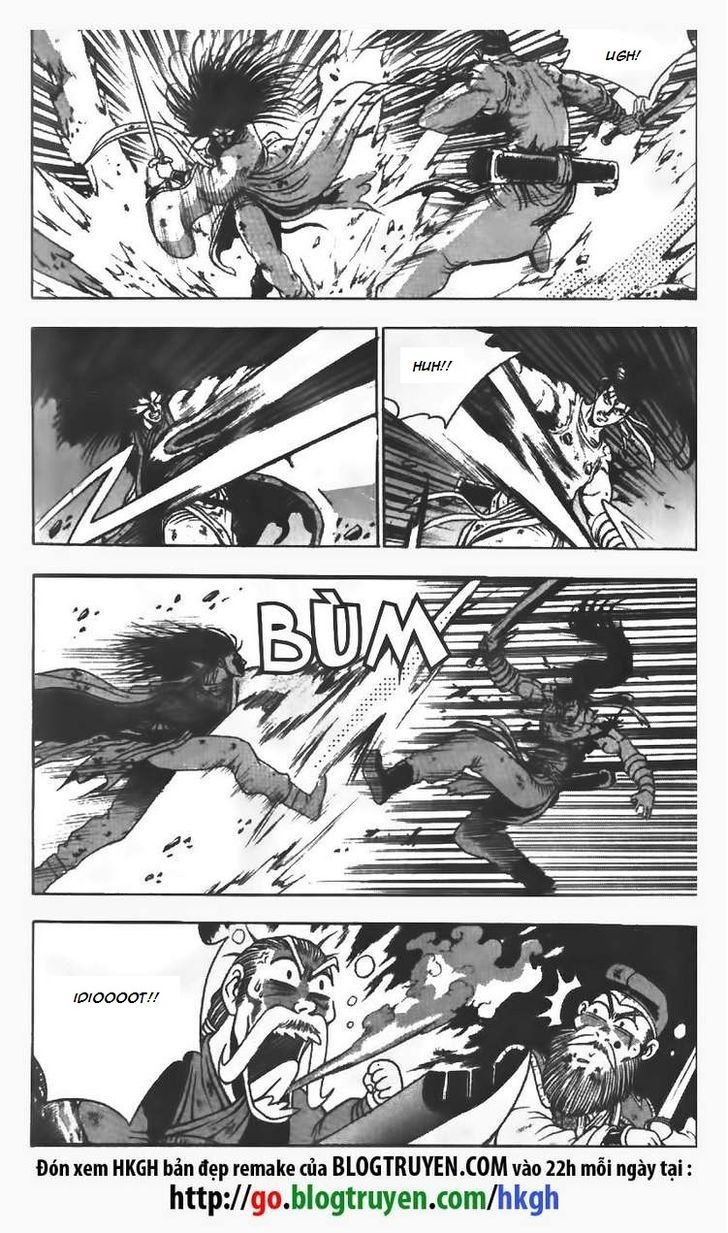 UGH!
HUH!!
BÙM
IDIOOOOT!!
Đón xem HKGH bản đẹp remake của BLOGTRUYEN.COM vào 22h mỗi ngày tại :
http://go.blogtruyen.com/hkgh